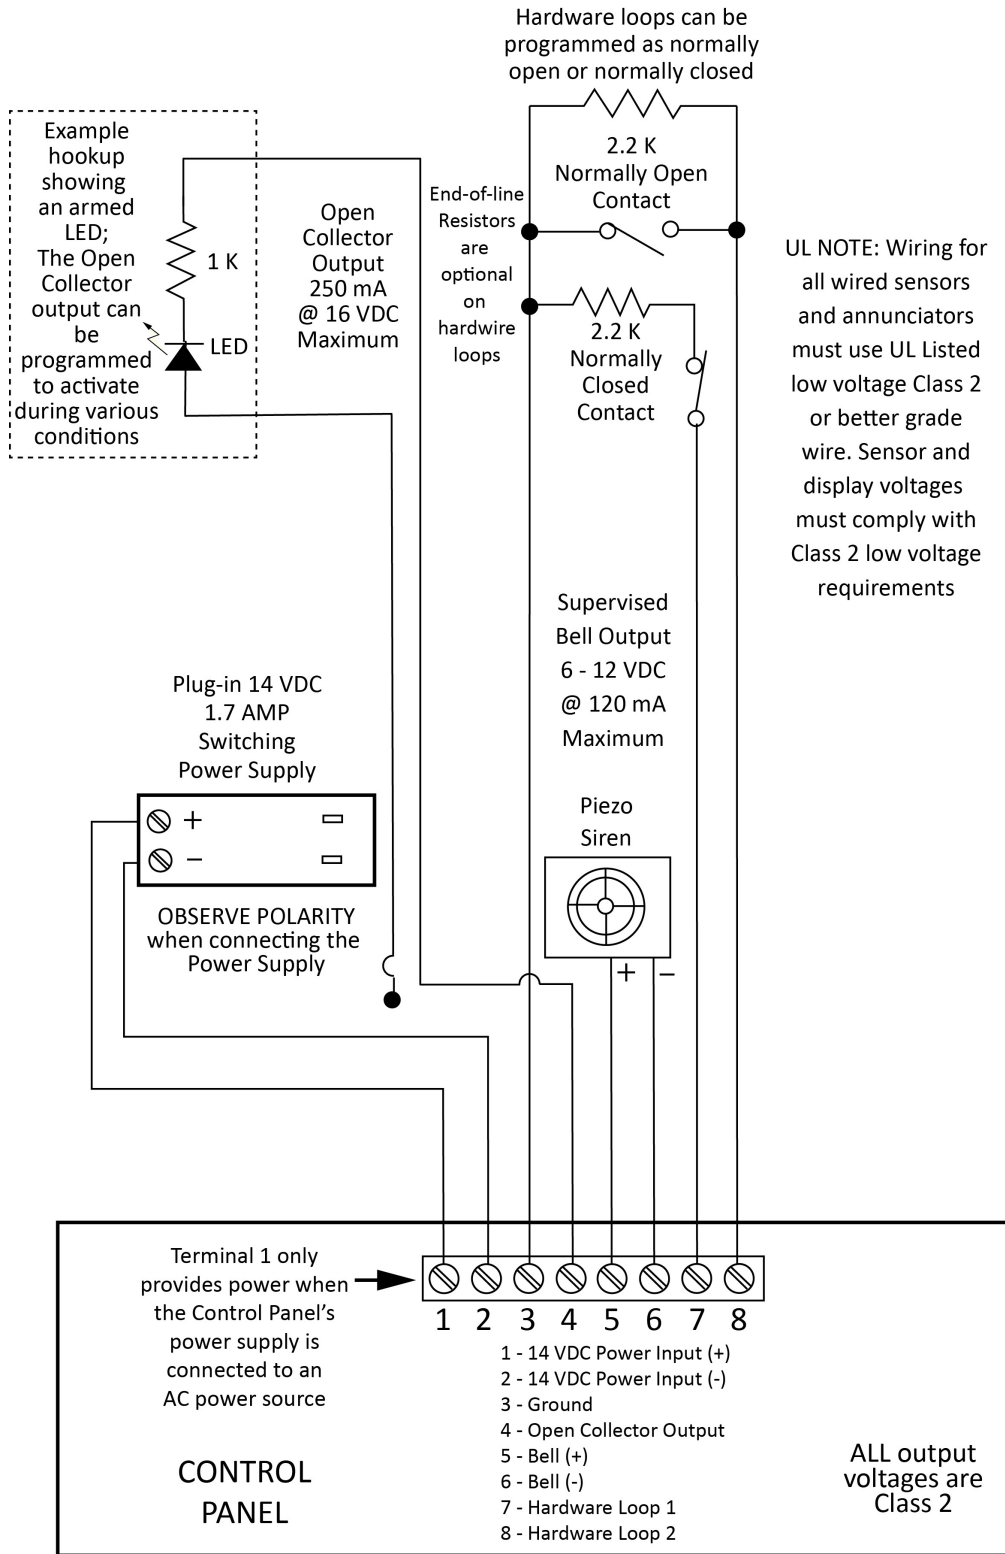 Hardware loops can be
programmed as normally
open or normally closed
Example
hookup
showing
an armed
LED;
The Open
Collector
output can
be
programmed
to activate
during various
conditions
1 K
LED
Open
Collector
Output
250 mA
@ 16 VDC
Maximum
End-of-line
Resistors
are
optional
on
hardwire
loops
2.2 K
Normally Open
Contact
2.2 K
Normally
Closed
Contact
UL NOTE: Wiring for
all wired sensors
and annunciators
must use UL Listed
low voltage Class 2
or better grade
wire. Sensor and
display voltages
must comply with
Class 2 low voltage
requirements
Supervised
Bell Output
6 - 12 VDC
@ 120 mA
Maximum
Plug-in 14 VDC
1.7 AMP
Switching
Power Supply
+
−
OBSERVE POLARITY
when connecting the
Power Supply
Piezo
Siren
+ −
Terminal 1 only
provides power when
the Control Panel’s
power supply is
connected to an
AC power source
1 2 3 4 5 6 7 8
1 - 14 VDC Power Input (+)
2 - 14 VDC Power Input (-)
3 - Ground
4 - Open Collector Output
5 - Bell (+)
6 - Bell (-)
7 - Hardware Loop 1
8 - Hardware Loop 2
CONTROL
PANEL
ALL output
voltages are
Class 2